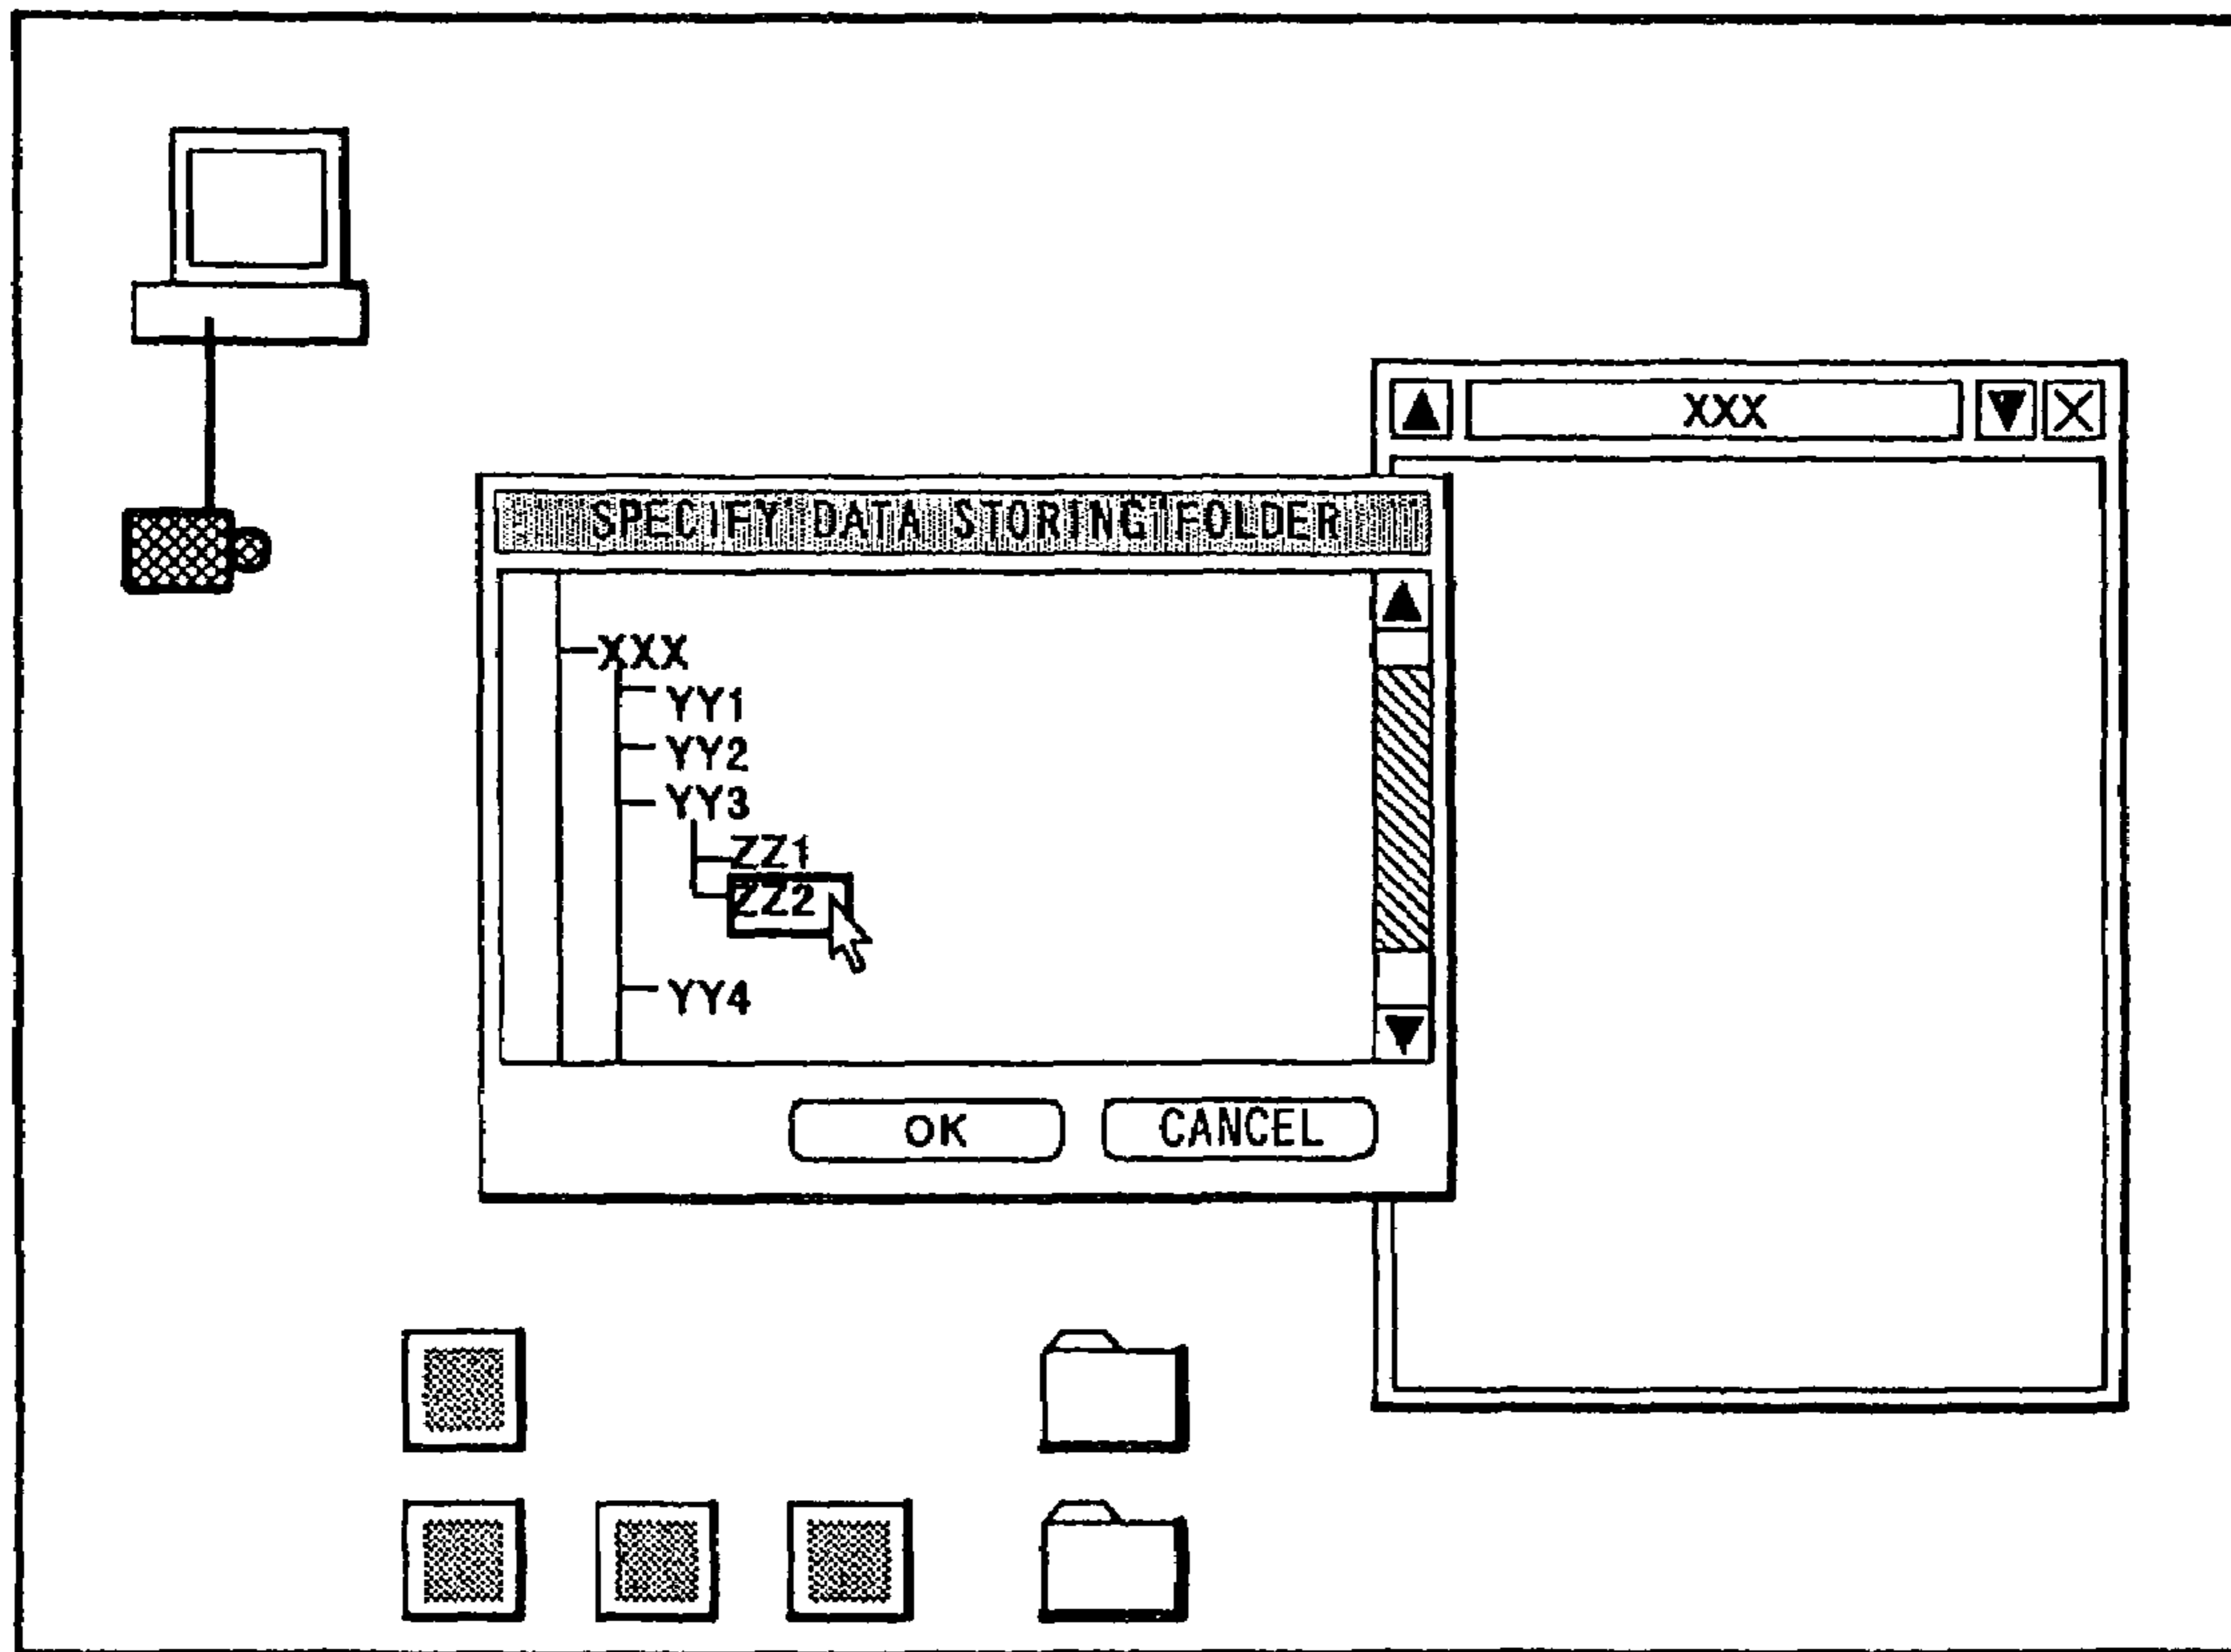 XXX
SPECIFY DATA STORING FOLDER
XXX
YY1
YY2
YY3
ZZ1
ZZ2
YY4
OK
CANCEL